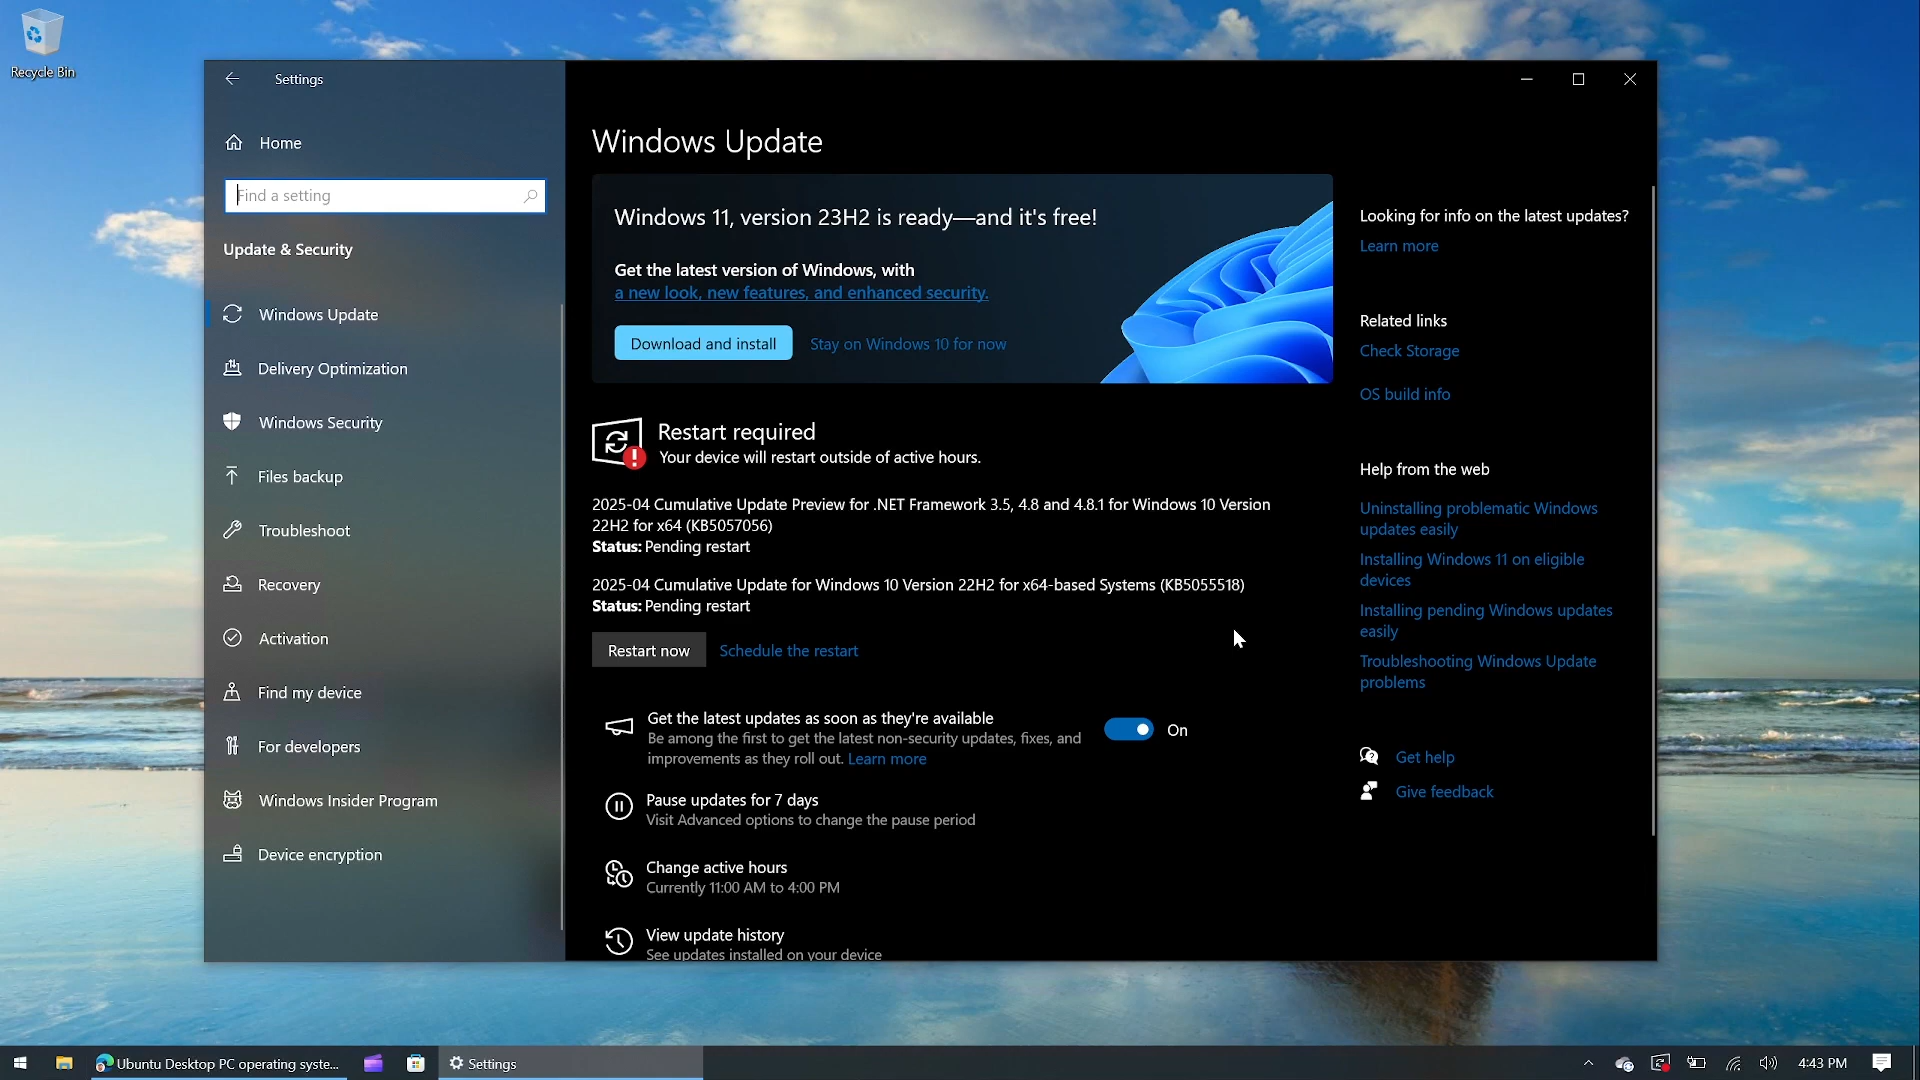 Recycle Bin
Settings
Home
Find a setting
Update & Security
Windows Update
Delivery Optimization
Windows Security
Files backup
Troubleshoot
Recovery
Activation
Find my device
For developers
Windows Insider Program
Device encryption
Windows Update
Windows 11, version 23H2 is ready—and it's free!
Get the latest version of Windows, with
a new look, new features, and enhanced security.
Download and install
Stay on Windows 10 for now
Restart required
Your device will restart outside of active hours.
2025-04 Cumulative Update Preview for .NET Framework 3.5, 4.8 and 4.8.1 for Windows 10 Version
22H2 for x64 (KB5057056)
Status: Pending restart
2025-04 Cumulative Update for Windows 10 Version 22H2 for x64-based Systems (KB5055518)
Status: Pending restart
Restart now
Schedule the restart
Get the latest updates as soon as they're available
Be among the first to get the latest non-security updates, fixes, and
improvements as they roll out. Learn more
On
Pause updates for 7 days
Visit Advanced options to change the pause period
Change active hours
Currently 11:00 AM to 4:00 PM
View update history
See updates installed on your device
Looking for info on the latest updates?
Learn more
Related links
Check Storage
OS build info
Help from the web
Uninstalling problematic Windows
updates easily
Installing Windows 11 on eligible
devices
Installing pending Windows updates
easily
Troubleshooting Windows Update
problems
Get help
Give feedback
Ubuntu Desktop PC operating syste...
Settings
4:43 PM